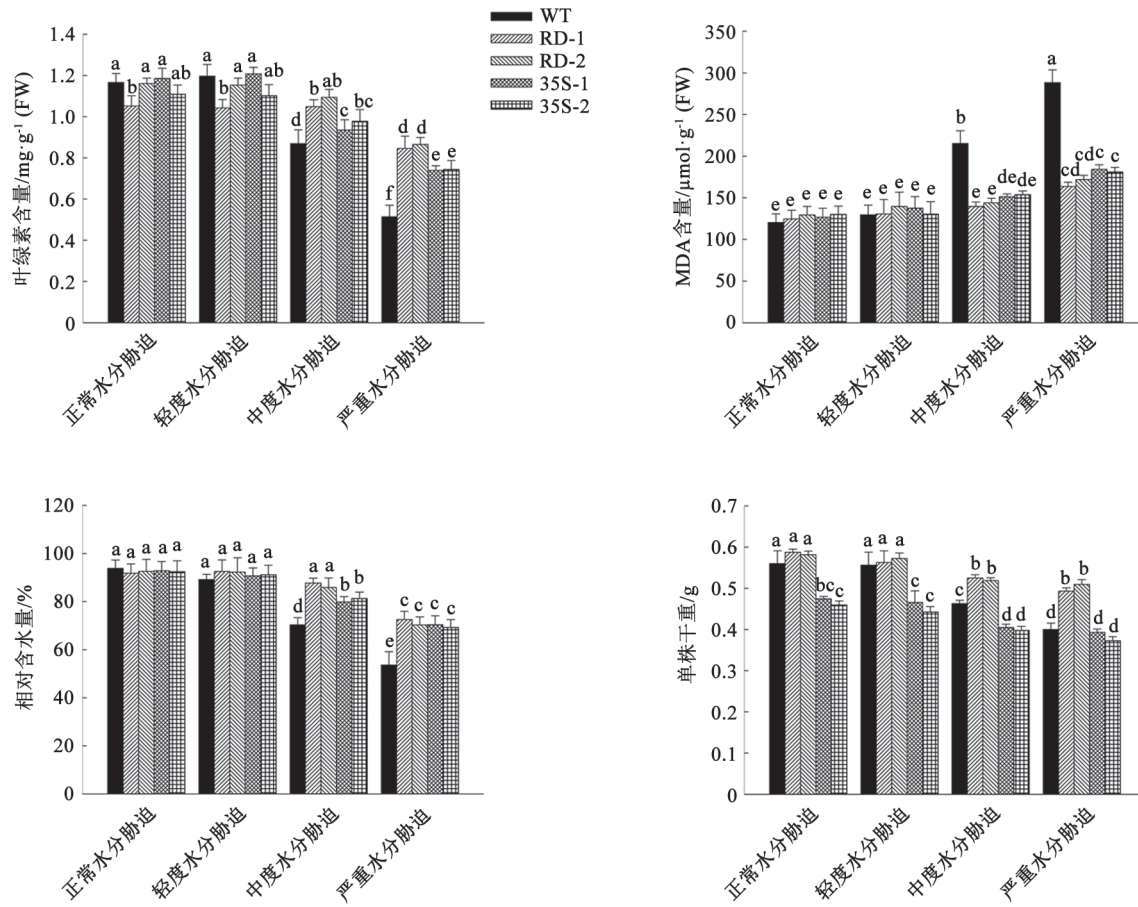 WT
RD-1
RD-2
35S-1
35S-2
叶绿素含量/mg·g⁻¹ (FW)
1.4
1.2
1.0
0.8
0.6
0.4
0.2
0
a b a a ab
a b a a ab
d b ab c bc
f d d e e
正常水分胁迫
轻度水分胁迫
中度水分胁迫
严重水分胁迫
MDA含量/μmol·g⁻¹ (FW)
350
300
250
200
150
100
50
0
e e e e e
e e e e e
b e e de de
a cd cd c c
正常水分胁迫
轻度水分胁迫
中度水分胁迫
严重水分胁迫
相对含水量/%
120
100
80
60
40
20
0
a a a a a
a a a a a
d a a b b
e c c c c
正常水分胁迫
轻度水分胁迫
中度水分胁迫
严重水分胁迫
单株干重/g
0.7
0.6
0.5
0.4
0.3
0.2
0.1
0
a a a bc c
a a a c c
c b b d d
d b b d d
正常水分胁迫
轻度水分胁迫
中度水分胁迫
严重水分胁迫